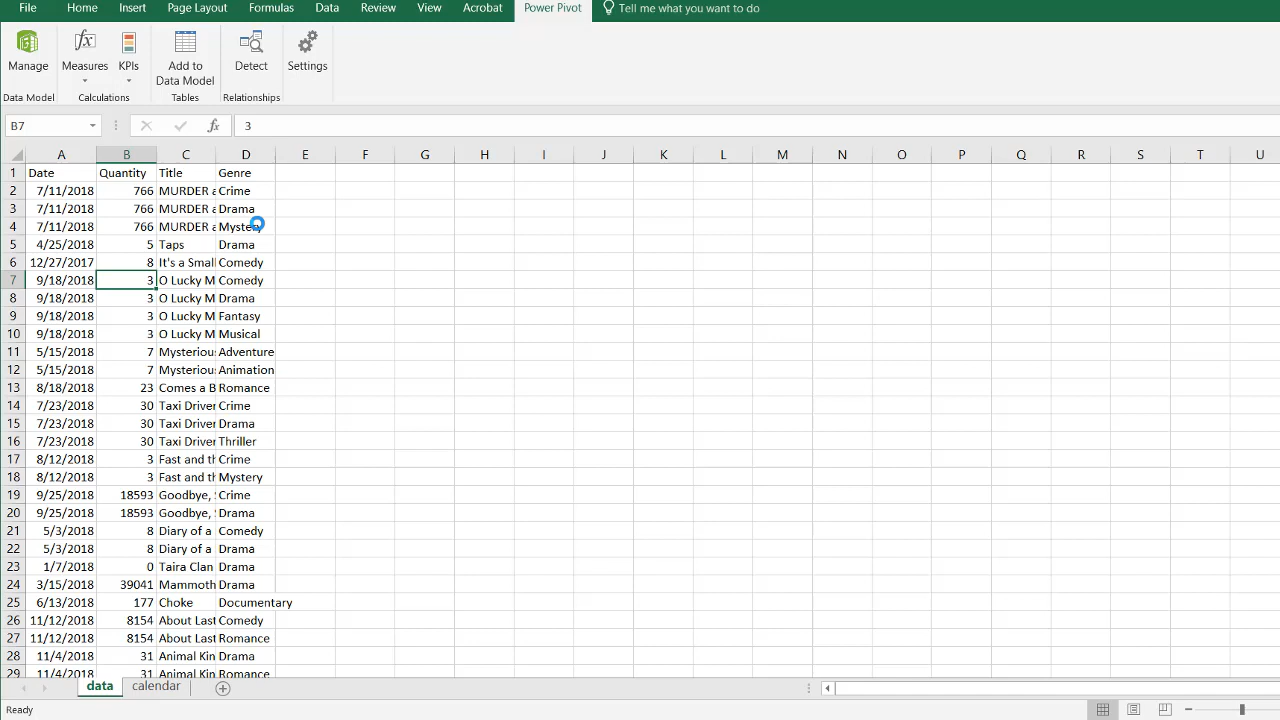 File Home Insert Page Layout Formulas Data Review View Acrobat Power Pivot Tell me what you want to do
Manage Measures KPIs Add to Data Model Detect Settings
Data Model Calculations Tables Relationships
B7 fx 3
A B C D E F G H I J K L M N O P Q R S T U
1 Date Quantity Title Genre
2 7/11/2018 766 MURDER a Crime
3 7/11/2018 766 MURDER a Drama
4 7/11/2018 766 MURDER a Mystery
5 4/25/2018 5 Taps Drama
6 12/27/2017 8 It's a Small Comedy
7 9/18/2018 3 O Lucky M Comedy
8 9/18/2018 3 O Lucky M Drama
9 9/18/2018 3 O Lucky M Fantasy
10 9/18/2018 3 O Lucky M Musical
11 5/15/2018 7 Mysterious Adventure
12 5/15/2018 7 Mysterious Animation
13 8/18/2018 23 Comes a B Romance
14 7/23/2018 30 Taxi Driver Crime
15 7/23/2018 30 Taxi Driver Drama
16 7/23/2018 30 Taxi Driver Thriller
17 8/12/2018 3 Fast and th Crime
18 8/12/2018 3 Fast and th Mystery
19 9/25/2018 18593 Goodbye, Crime
20 9/25/2018 18593 Goodbye, Drama
21 5/3/2018 8 Diary of a Comedy
22 5/3/2018 8 Diary of a Drama
23 1/7/2018 0 Taira Clan Drama
24 3/15/2018 39041 Mammoth Drama
25 6/13/2018 177 Choke Documentary
26 11/12/2018 8154 About Last Comedy
27 11/12/2018 8154 About Last Romance
28 11/4/2018 31 Animal Kin Drama
29 11/4/2018 31 Animal Kin Romance
data calendar
Ready